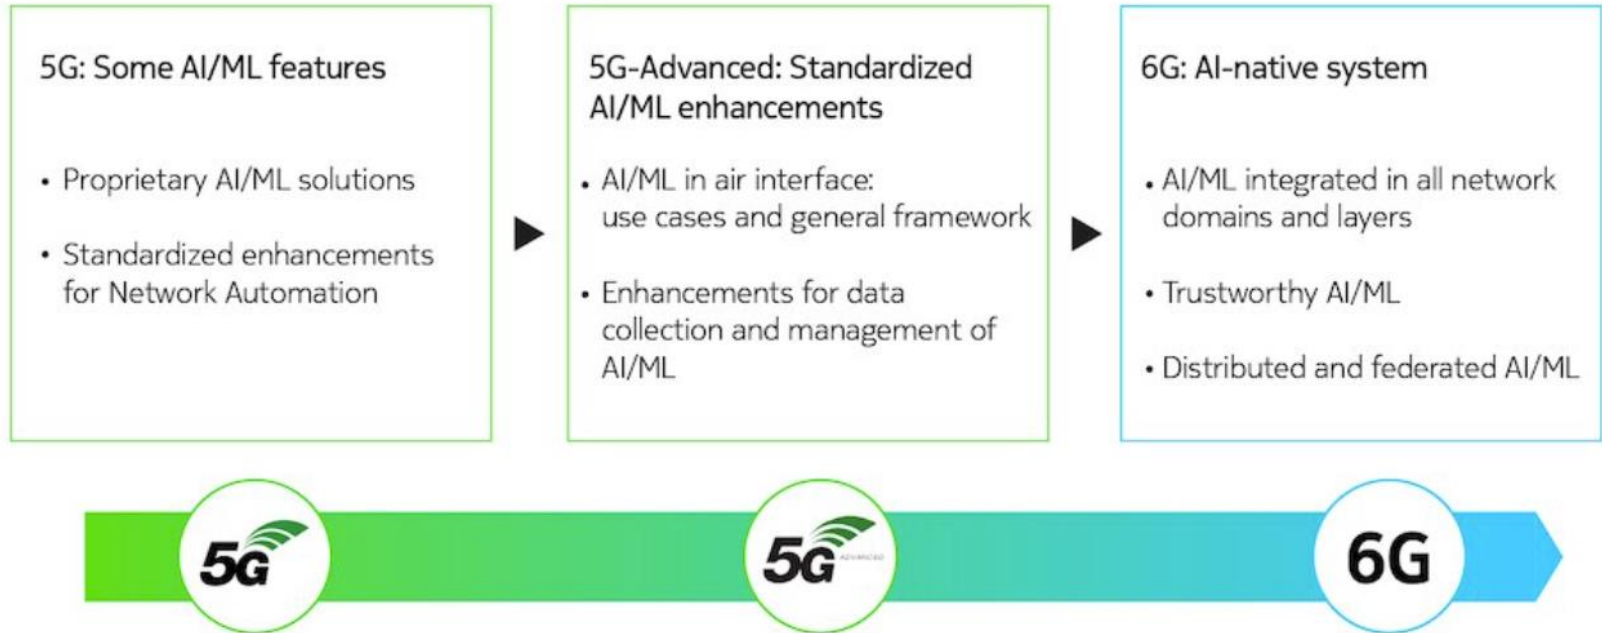 5G: Some AI/ML features
• Proprietary AI/ML solutions
• Standardized enhancements
for Network Automation
5G-Advanced: Standardized
AI/ML enhancements
• AI/ML in air interface:
use cases and general framework
• Enhancements for data
collection and management of
AI/ML
6G: AI-native system
• AI/ML integrated in all network
domains and layers
• Trustworthy AI/ML
• Distributed and federated AI/ML
5G
5G ADVANCED
6G